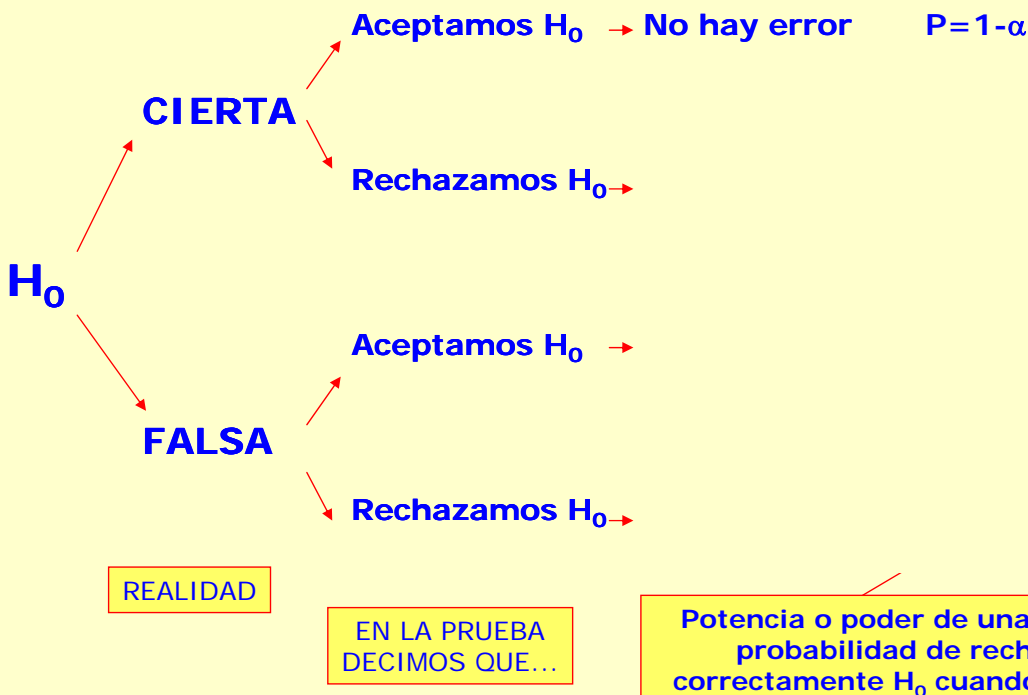 Aceptamos H₀ → No hay error P=1-α
CIERTA
Rechazamos H₀→
H₀
Aceptamos H₀ →
FALSA
Rechazamos H₀→
REALIDAD
EN LA PRUEBA
DECIMOS QUE...
Potencia o poder de una
probabilidad de rech
correctamente H₀ cuando